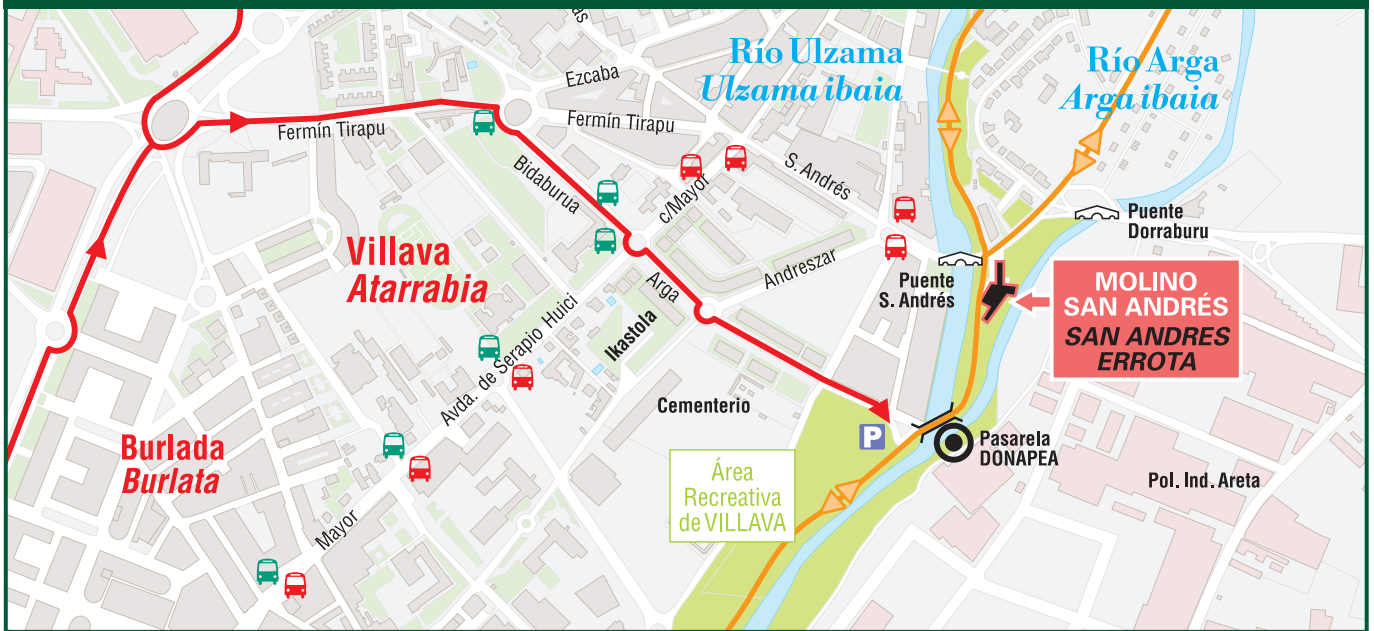 as
Río Ulzama
Ulzama ibaia
Río Arga
Arga ibaia
Ezcaba
Fermín Tirapu
Fermín Tirapu
Bidaburua
c/Mayor
S. Andrés
Puente
Dorraburu
Villava
Atarrabia
Andreszar
Puente
S. Andrés
MOLINO
SAN ANDRÉS
SAN ANDRES
ERROTA
Arga
Ikastola
Avda. de Serapio Huici
Cementerio
P
Pasarela
DONAPEA
Burlada
Burlata
Área
Recreativa
de VILLAVA
Pol. Ind. Areta
Mayor